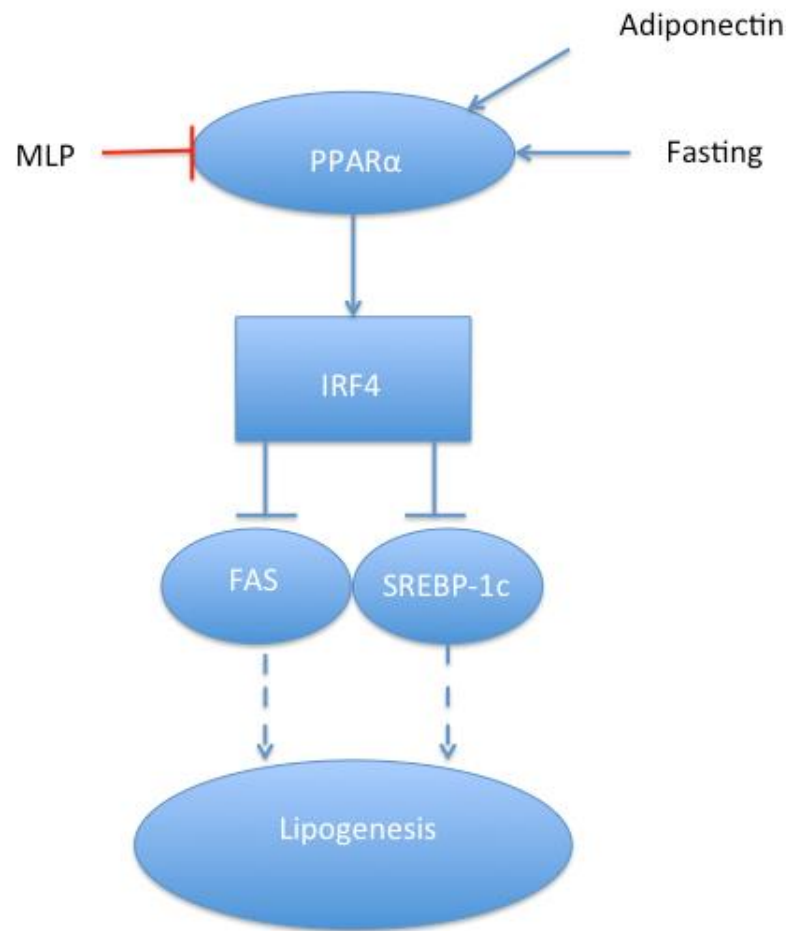 Adiponectin
MLP
PPARα
Fasting
IRF4
FAS
SREBP-1c
Lipogenesis